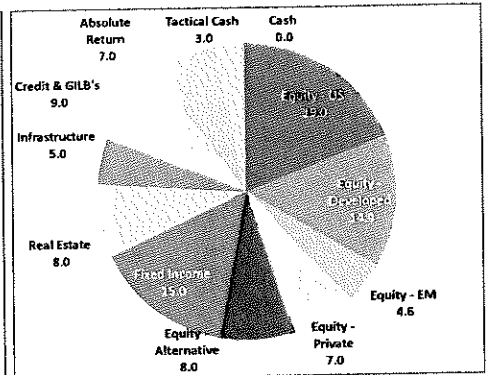 Absolute
Return
7.0
Tactical Cash
3.0
Cash
0.0
Equity - US
19.0
Equity -
Developed
Equity - EM
4.6
Equity -
Private
7.0
Equity -
Alternative
8.0
Fixed Income
15.0
Real Estate
8.0
Infrastructure
5.0
Credit & GILB's
9.0